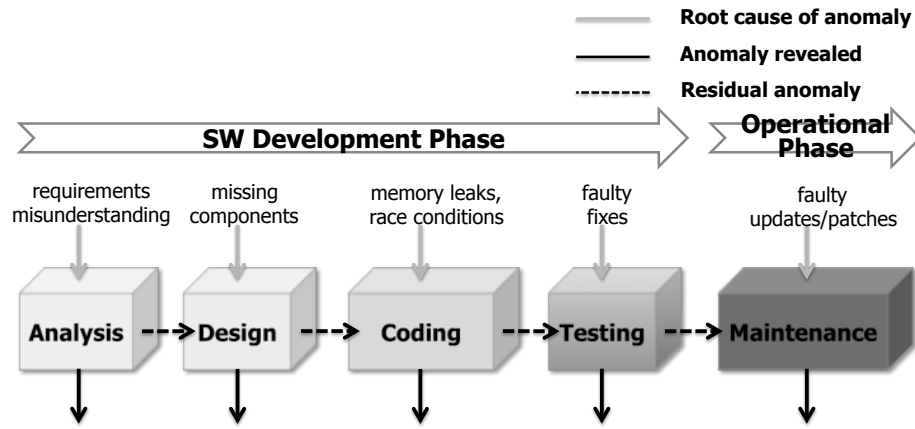 Root cause of anomaly
Anomaly revealed
Residual anomaly
SW Development Phase
Operational
Phase
requirements
misunderstanding
missing
components
memory leaks,
race conditions
faulty
fixes
faulty
updates/patches
Analysis
Design
Coding
Testing
Maintenance